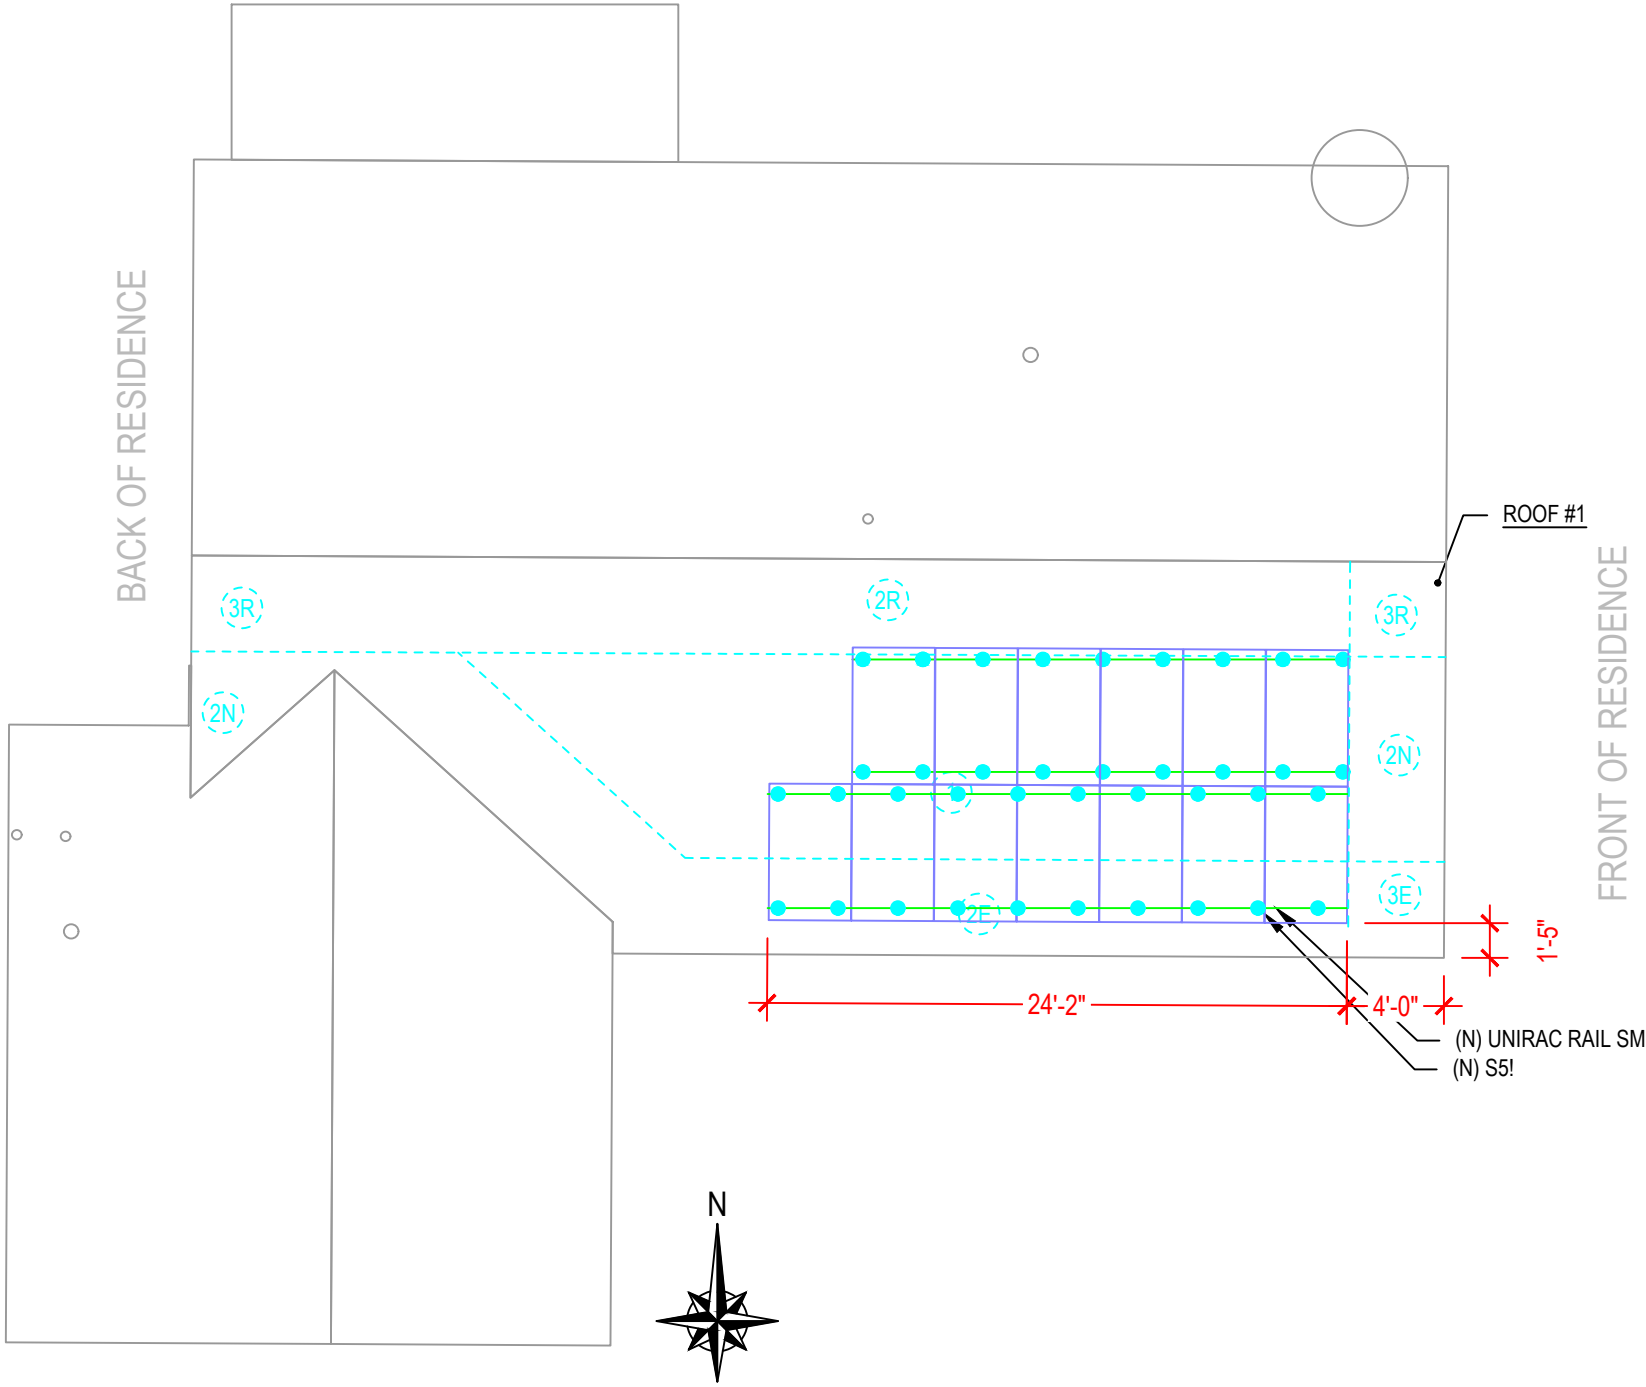 BACK OF RESIDENCE
ROOF #1
FRONT OF RESIDENCE
3R
2R
3R
2N
2N
3E
2E
1'-5"
24'-2"
4'-0"
(N) UNIRAC RAIL SM
(N) S5!
N